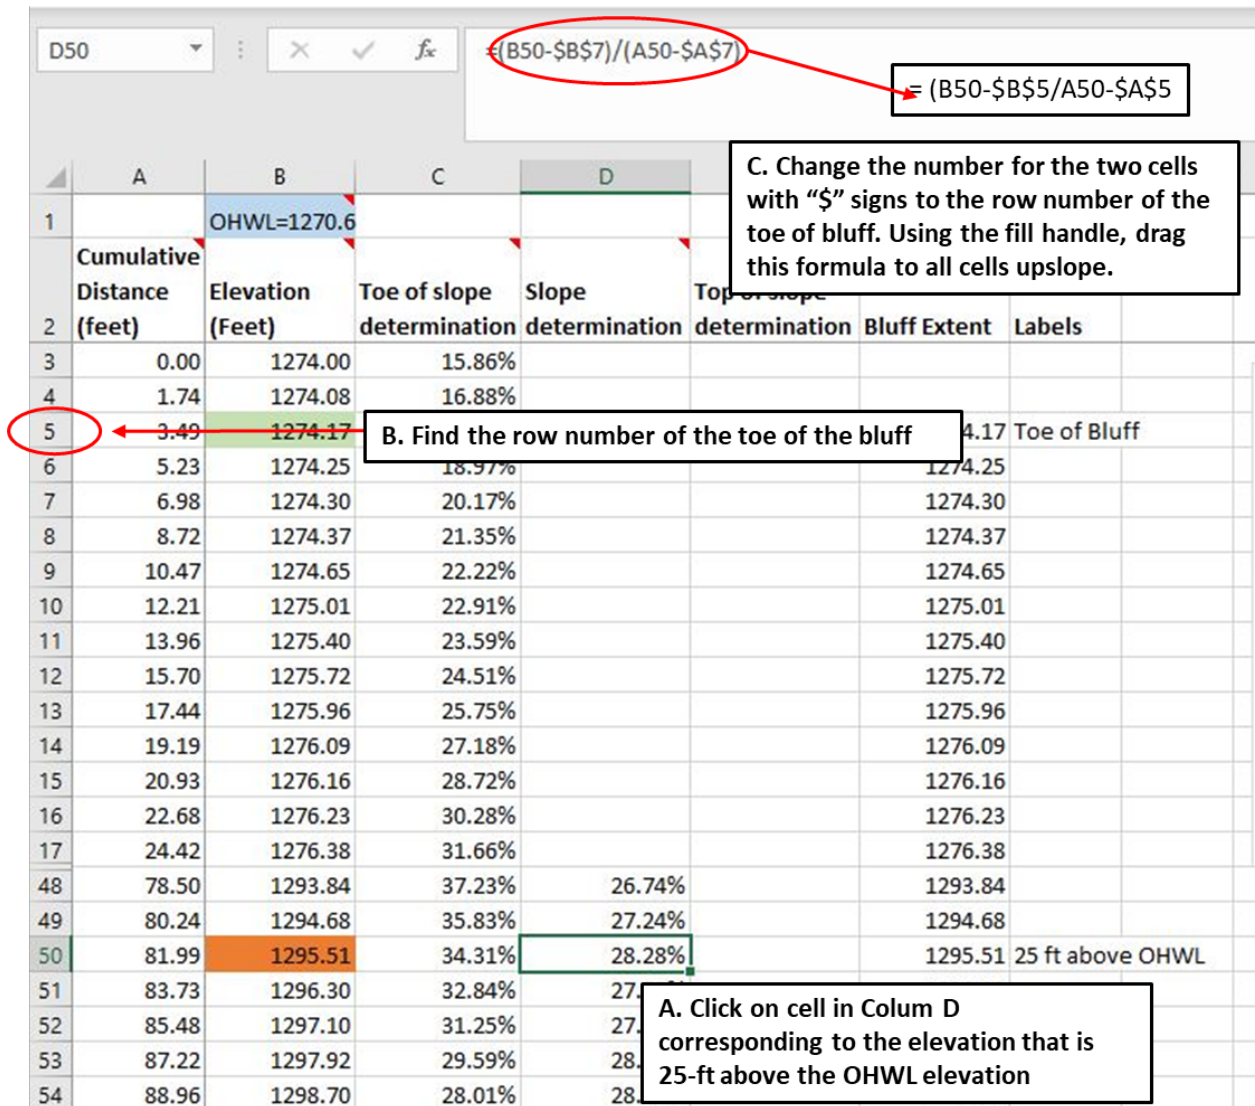 D50 fx =(B50-$B$7)/(A50-$A$7)
= (B50-$B$5/A50-$A$5
C. Change the number for the two cells
with “$” signs to the row number of the
toe of bluff. Using the fill handle, drag
this formula to all cells upslope.
A B C D
1 OHWL=1270.6
Cumulative
Distance Elevation Toe of slope Slope
2 (feet) (Feet) determination determination determination Bluff Extent Labels
3 0.00 1274.00 15.86%
4 1.74 1274.08 16.88%
5 3.49 1274.17 4.17 Toe of Bluff
B. Find the row number of the toe of the bluff
6 5.23 1274.25 18.97% 1274.25
7 6.98 1274.30 20.17% 1274.30
8 8.72 1274.37 21.35% 1274.37
9 10.47 1274.65 22.22% 1274.65
10 12.21 1275.01 22.91% 1275.01
11 13.96 1275.40 23.59% 1275.40
12 15.70 1275.72 24.51% 1275.72
13 17.44 1275.96 25.75% 1275.96
14 19.19 1276.09 27.18% 1276.09
15 20.93 1276.16 28.72% 1276.16
16 22.68 1276.23 30.28% 1276.23
17 24.42 1276.38 31.66% 1276.38
48 78.50 1293.84 37.23% 26.74% 1293.84
49 80.24 1294.68 35.83% 27.24% 1294.68
50 81.99 1295.51 34.31% 28.28% 1295.51 25 ft above OHWL
51 83.73 1296.30 32.84% 27.
52 85.48 1297.10 31.25% 27.
53 87.22 1297.92 29.59% 28.
54 88.96 1298.70 28.01% 28.
A. Click on cell in Colum D
corresponding to the elevation that is
25-ft above the OHWL elevation